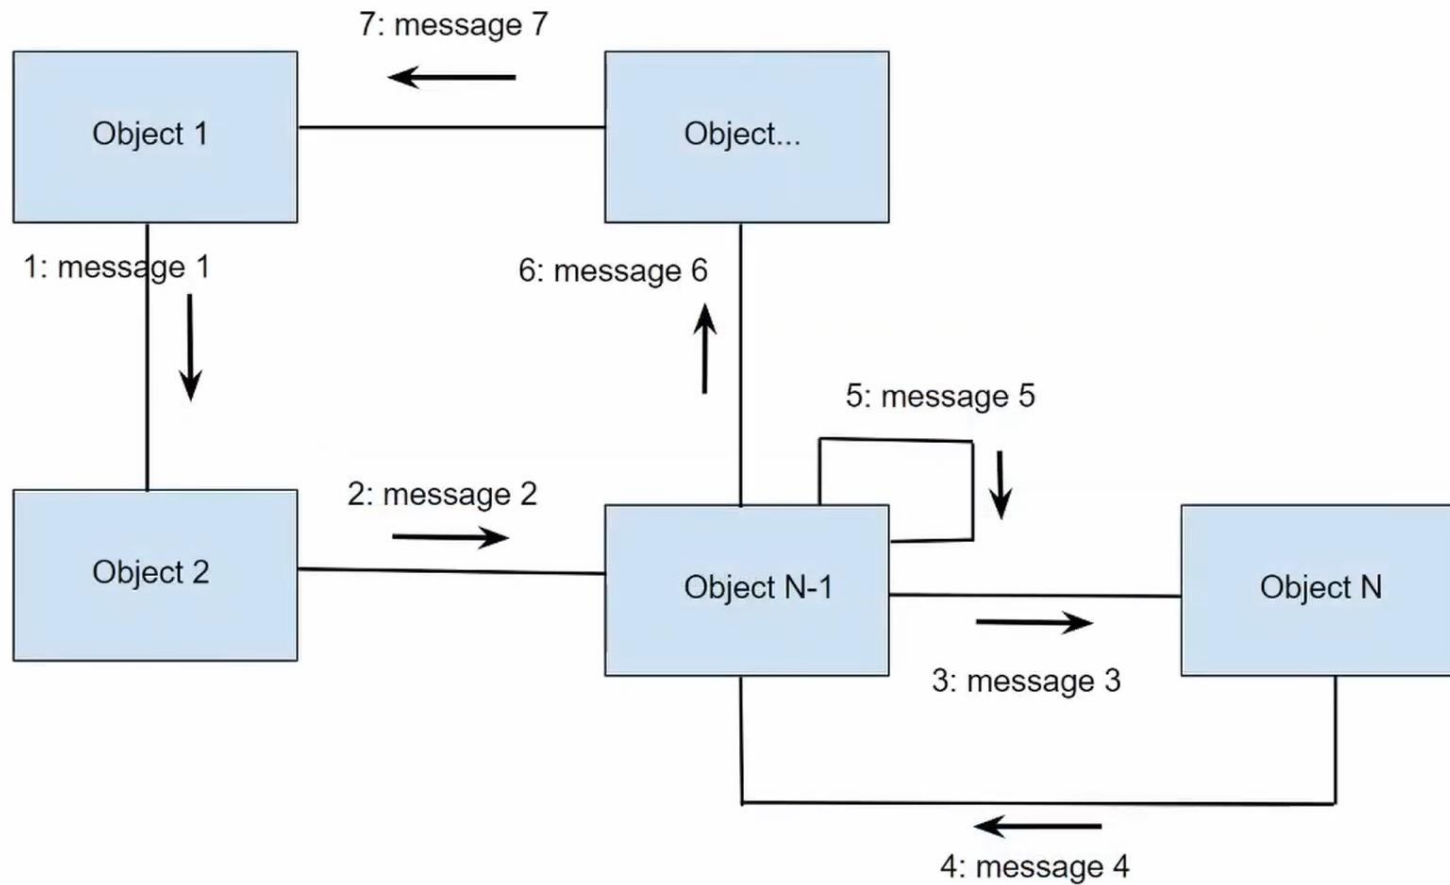 7: message 7
Object 1
Object...
1: message 1
6: message 6
5: message 5
2: message 2
Object 2
Object N-1
Object N
3: message 3
4: message 4